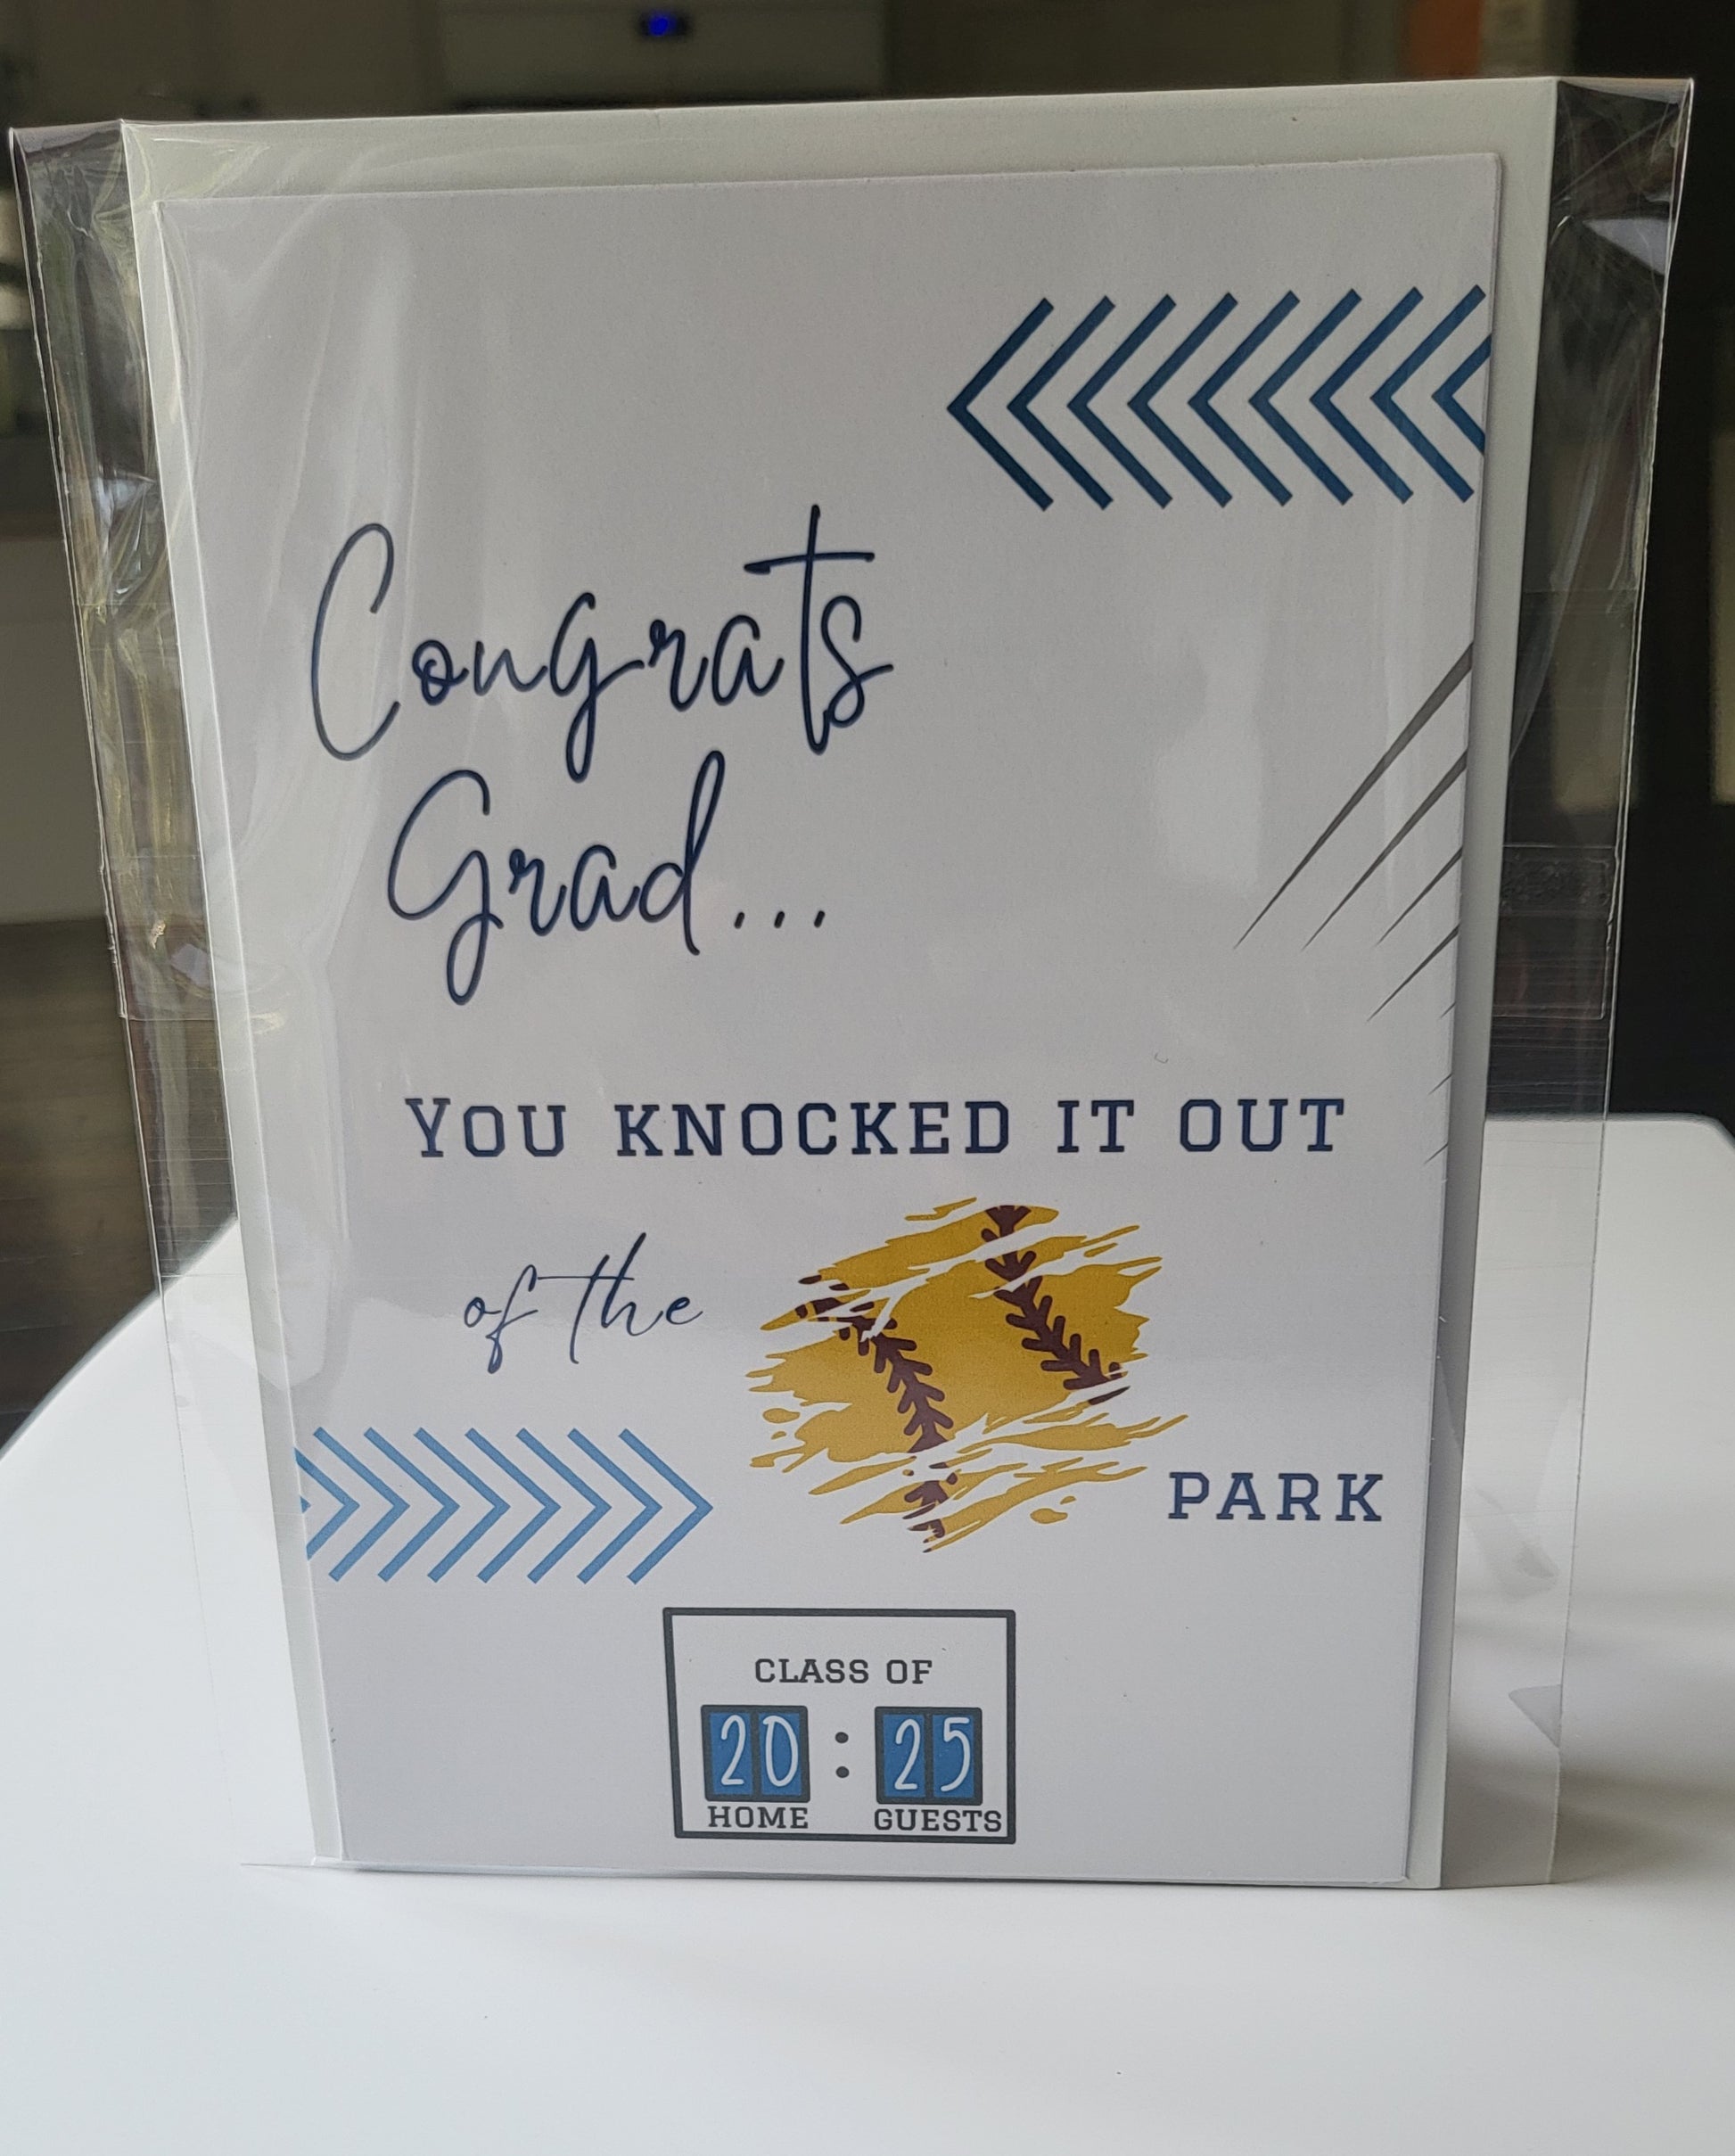 Congrats
Grad...
YOU KNOCKED IT OUT
of the
PARK
CLASS OF
20 : 25
HOME GUESTS